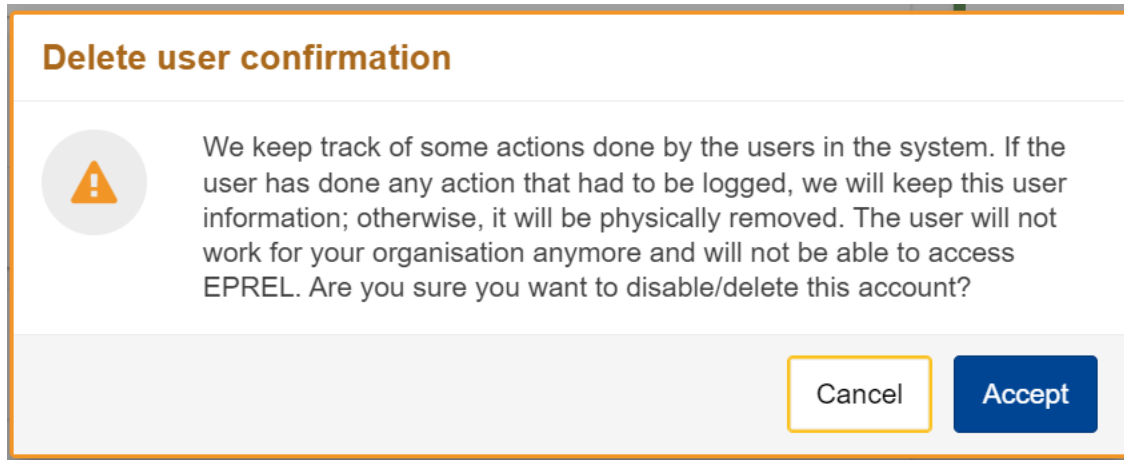 Delete user confirmation
We keep track of some actions done by the users in the system. If the
user has done any action that had to be logged, we will keep this user
information; otherwise, it will be physically removed. The user will not
work for your organisation anymore and will not be able to access
EPREL. Are you sure you want to disable/delete this account?
Cancel
Accept